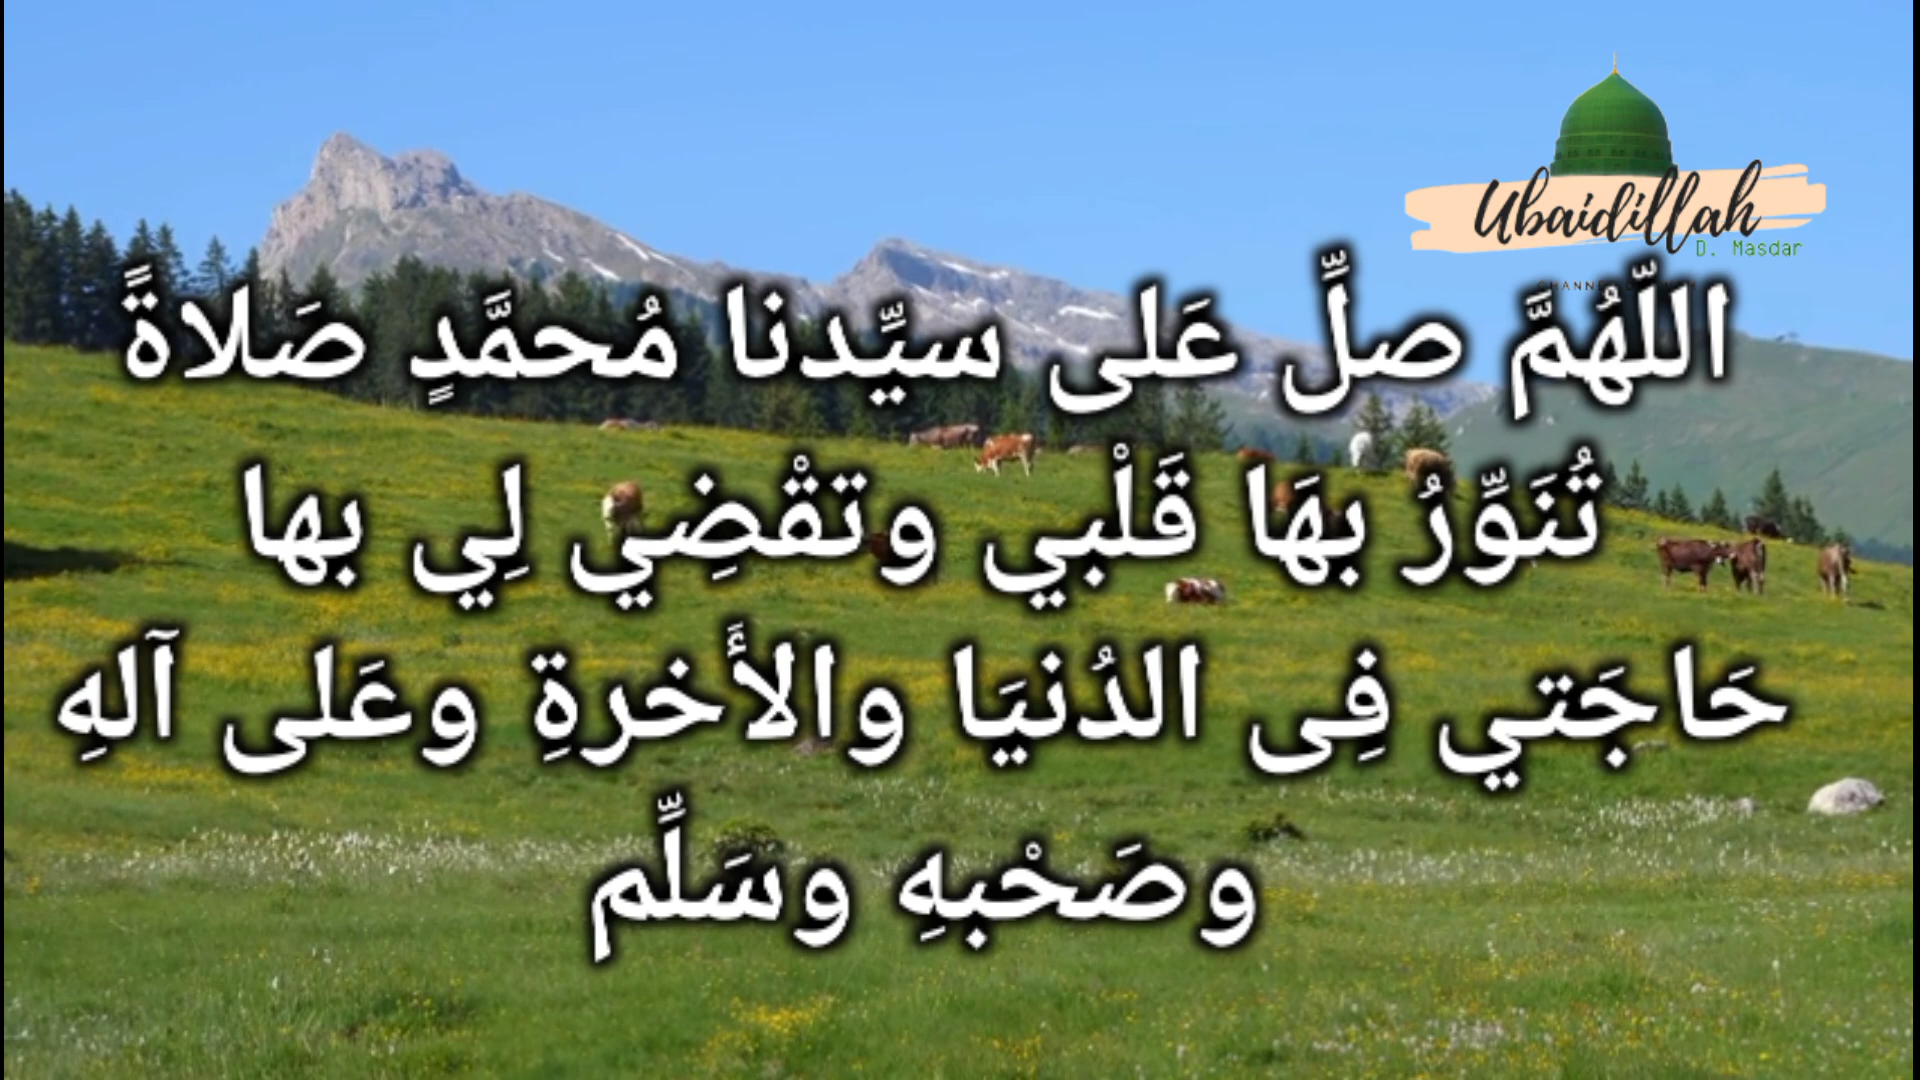 Ubaidillah
D. Masdar
اللّهُمَّ صلِّ عَلى سيِّدنا مُحمَّدٍ صَلاةً
تُنَوِّرُ بهَا قَلْبي وتقْضِي لِي بها
حَاجَتي فِى الدُنيَا والأَخرةِ وعَلى آلهِ
وصَحْبهِ وسَلِّم